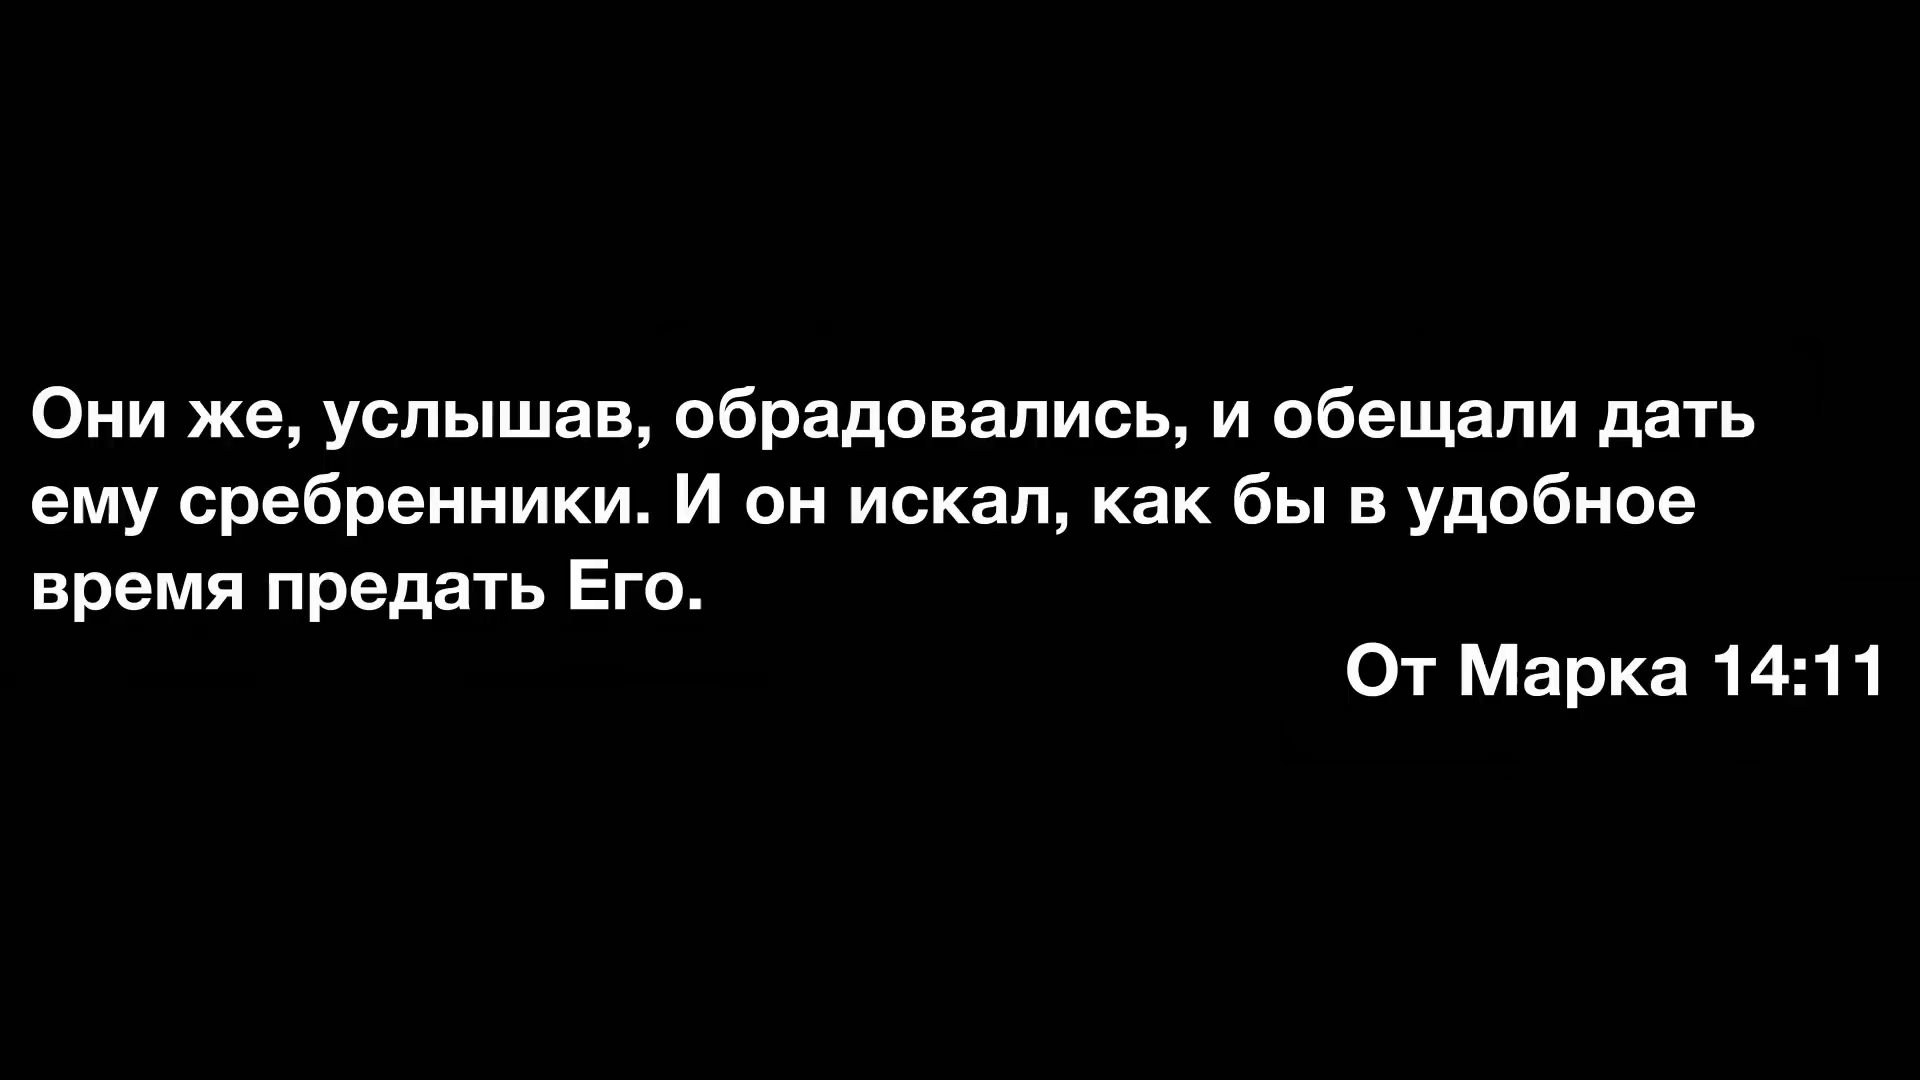 Они же, услышав, обрадовались, и обещали дать
ему сребренники. И он искал, как бы в удобное
время предать Его.
От Марка 14:11